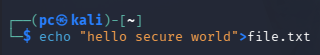 ┌──(pc㉿kali)-[~]
└─$ echo "hello secure world">file.txt